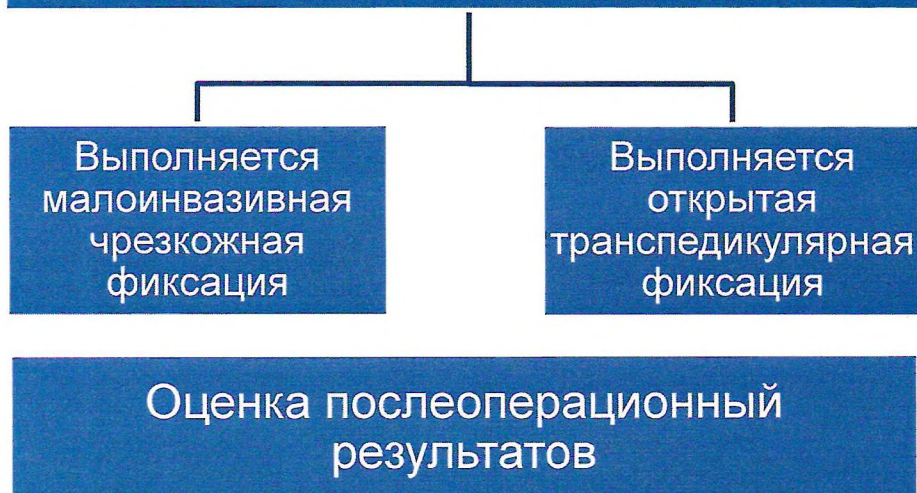 Выполняется
малоинвазивная
чрезкожная
фиксация
Выполняется
открытая
транспедикулярная
фиксация
Оценка послеоперационный
результатов